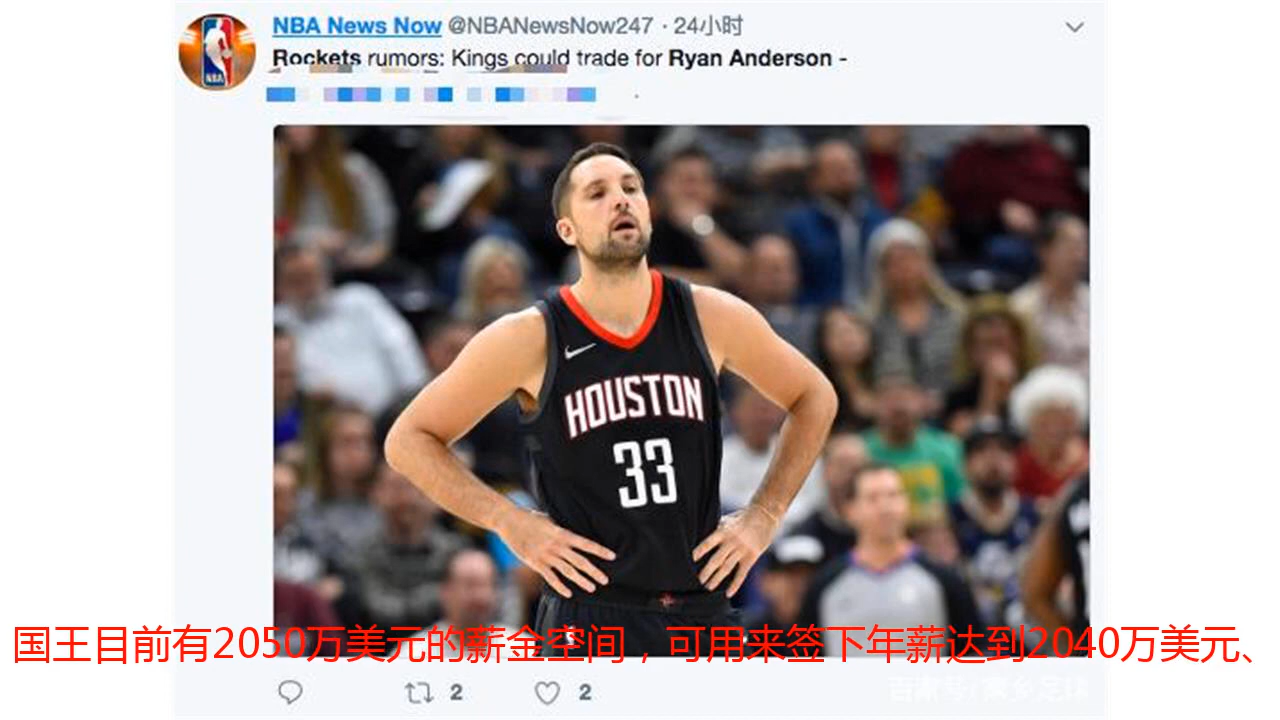 NBA News Now @NBANewsNow247 · 24小时
Rockets rumors: Kings could trade for Ryan Anderson -
NBA
HOUSTON
33
国王目前有2050万美元的薪金空间，可用来签下年薪达到2040万美元、
2
2